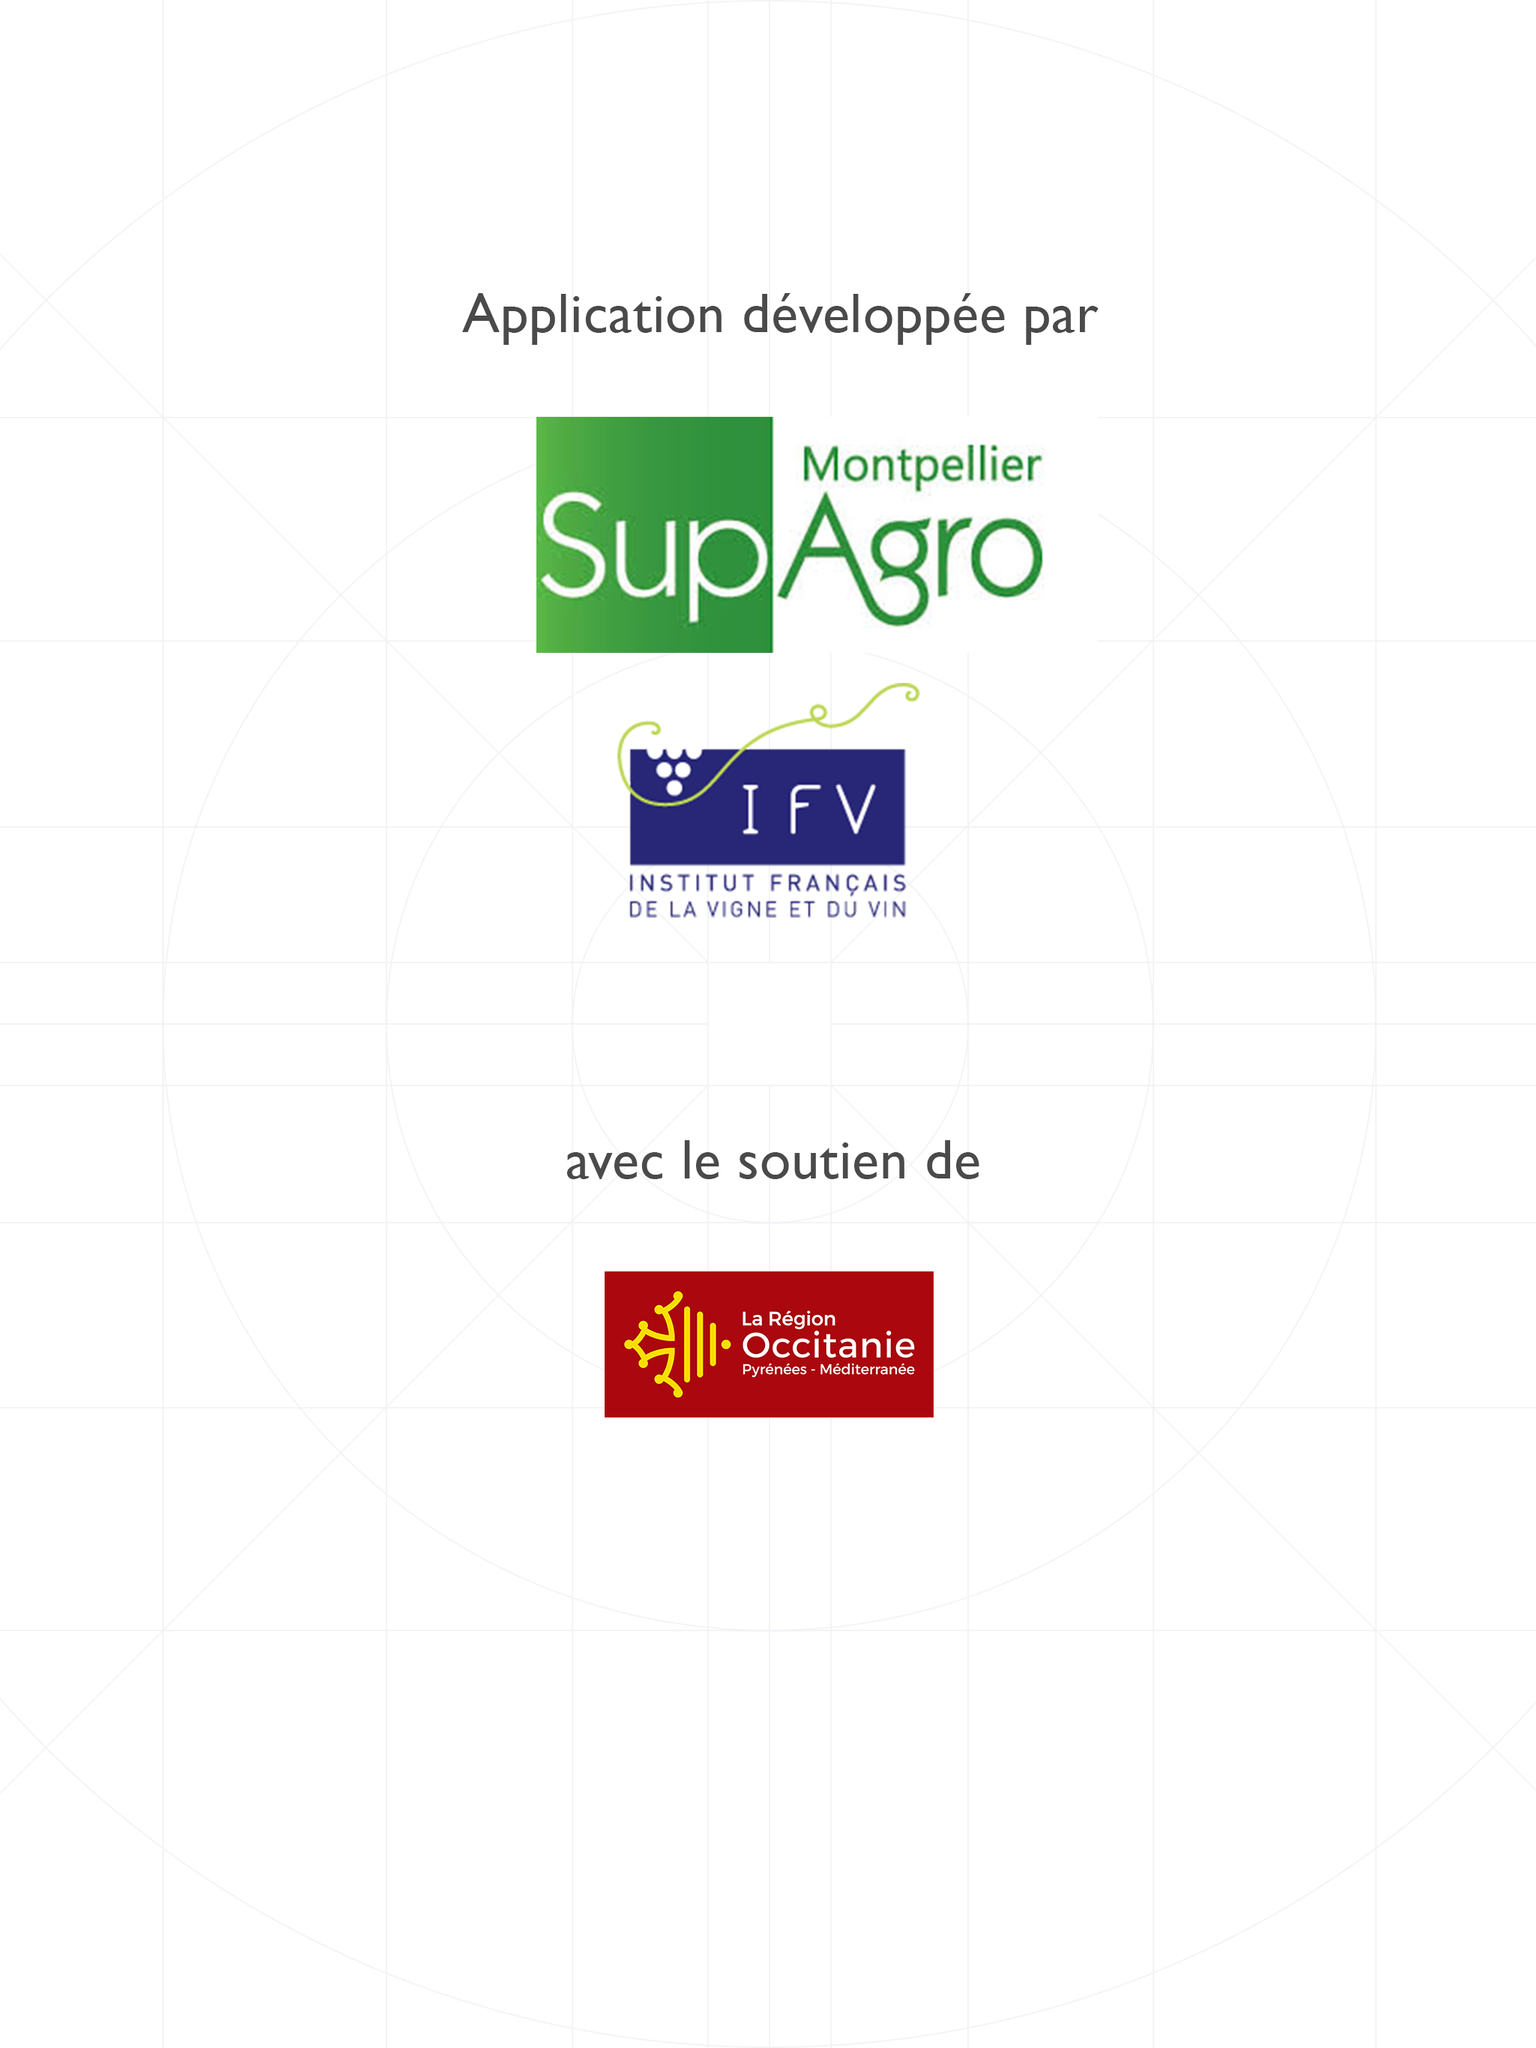 Application développée par
Montpellier
SupAgro
IFV
INSTITUT FRANÇAIS
DE LA VIGNE ET DU VIN
avec le soutien de
La Région
Occitanie
Pyrénées - Méditerranée